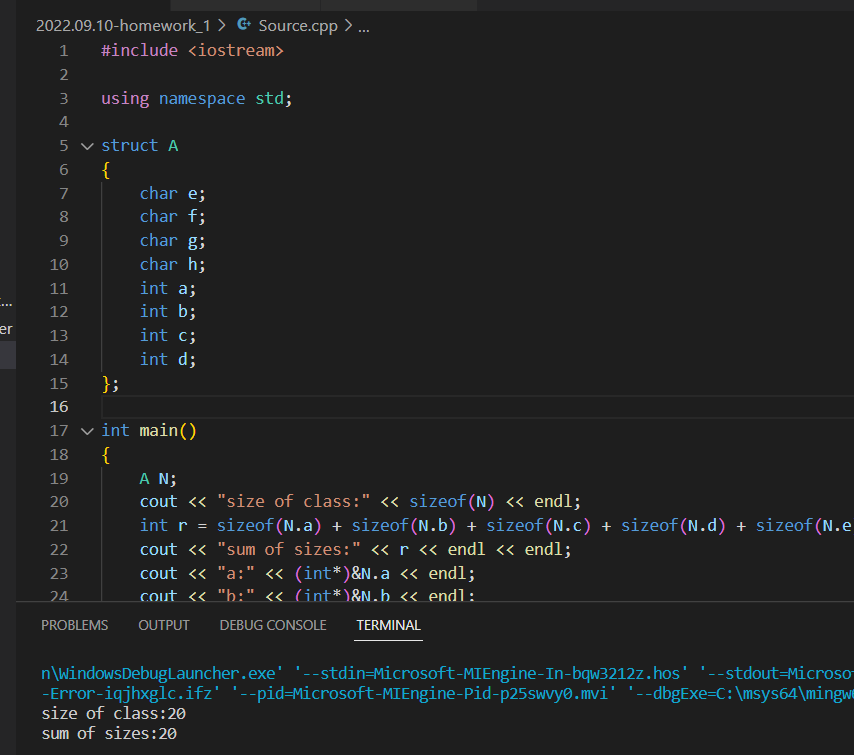 2022.09.10-homework_1 > Source.cpp > ...
1 #include <iostream>
2
3 using namespace std;
4
5 struct A
6 {
7 char e;
8 char f;
9 char g;
10 char h;
11 int a;
12 int b;
13 int c;
14 int d;
15 };
16
17 int main()
18 {
19 A N;
20 cout << "size of class:" << sizeof(N) << endl;
21 int r = sizeof(N.a) + sizeof(N.b) + sizeof(N.c) + sizeof(N.d) + sizeof(N.e
22 cout << "sum of sizes:" << r << endl << endl;
23 cout << "a:" << (int*)&N.a << endl;
24 cout << "b:" << (int*)&N.b << endl;
PROBLEMS OUTPUT DEBUG CONSOLE TERMINAL
n\WindowsDebugLauncher.exe' '--stdin=Microsoft-MIEngine-In-bqw3212z.hos' '--stdout=Microso
-Error-iqjhxglc.ifz' '--pid=Microsoft-MIEngine-Pid-p25swvy0.mvi' '--dbgExe=C:\msys64\mingw
size of class:20
sum of sizes:20